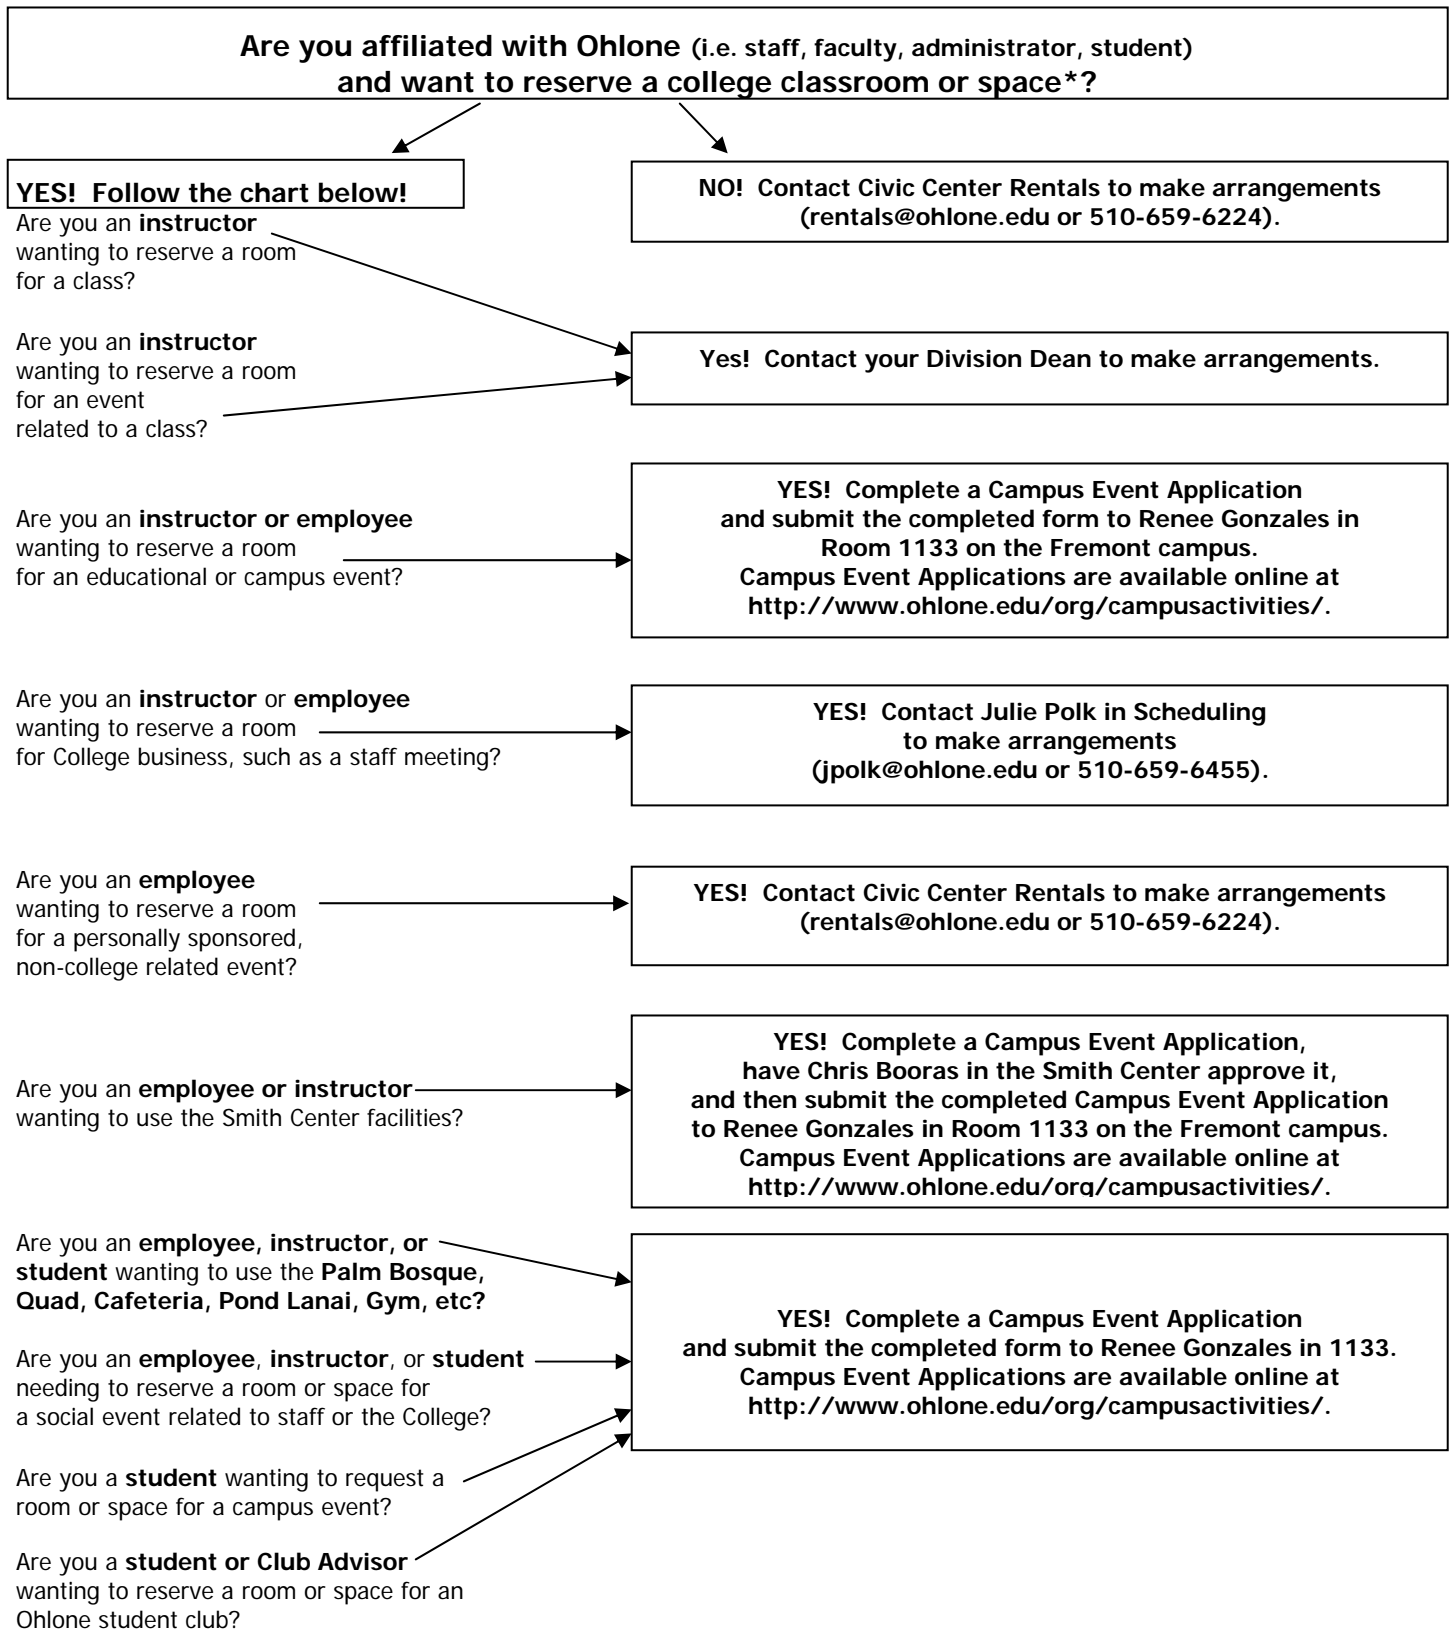 Are you affiliated with Ohlone (i.e. staff, faculty, administrator, student)
and want to reserve a college classroom or space*?
YES! Follow the chart below!
NO! Contact Civic Center Rentals to make arrangements
(rentals@ohlone.edu or 510-659-6224).
Are you an instructor
wanting to reserve a room
for a class?
Are you an instructor
wanting to reserve a room
for an event
related to a class?
Yes! Contact your Division Dean to make arrangements.
Are you an instructor or employee
wanting to reserve a room
for an educational or campus event?
YES! Complete a Campus Event Application
and submit the completed form to Renee Gonzales in
Room 1133 on the Fremont campus.
Campus Event Applications are available online at
http://www.ohlone.edu/org/campusactivities/.
Are you an instructor or employee
wanting to reserve a room
for College business, such as a staff meeting?
YES! Contact Julie Polk in Scheduling
to make arrangements
(jpolk@ohlone.edu or 510-659-6455).
Are you an employee
wanting to reserve a room
for a personally sponsored,
non-college related event?
YES! Contact Civic Center Rentals to make arrangements
(rentals@ohlone.edu or 510-659-6224).
Are you an employee or instructor
wanting to use the Smith Center facilities?
YES! Complete a Campus Event Application,
have Chris Booras in the Smith Center approve it,
and then submit the completed Campus Event Application
to Renee Gonzales in Room 1133 on the Fremont campus.
Campus Event Applications are available online at
http://www.ohlone.edu/org/campusactivities/.
Are you an employee, instructor, or
student wanting to use the Palm Bosque,
Quad, Cafeteria, Pond Lanai, Gym, etc?
Are you an employee, instructor, or student
needing to reserve a room or space for
a social event related to staff or the College?
Are you a student wanting to request a
room or space for a campus event?
Are you a student or Club Advisor
wanting to reserve a room or space for an
Ohlone student club?
YES! Complete a Campus Event Application
and submit the completed form to Renee Gonzales in 1133.
Campus Event Applications are available online at
http://www.ohlone.edu/org/campusactivities/.